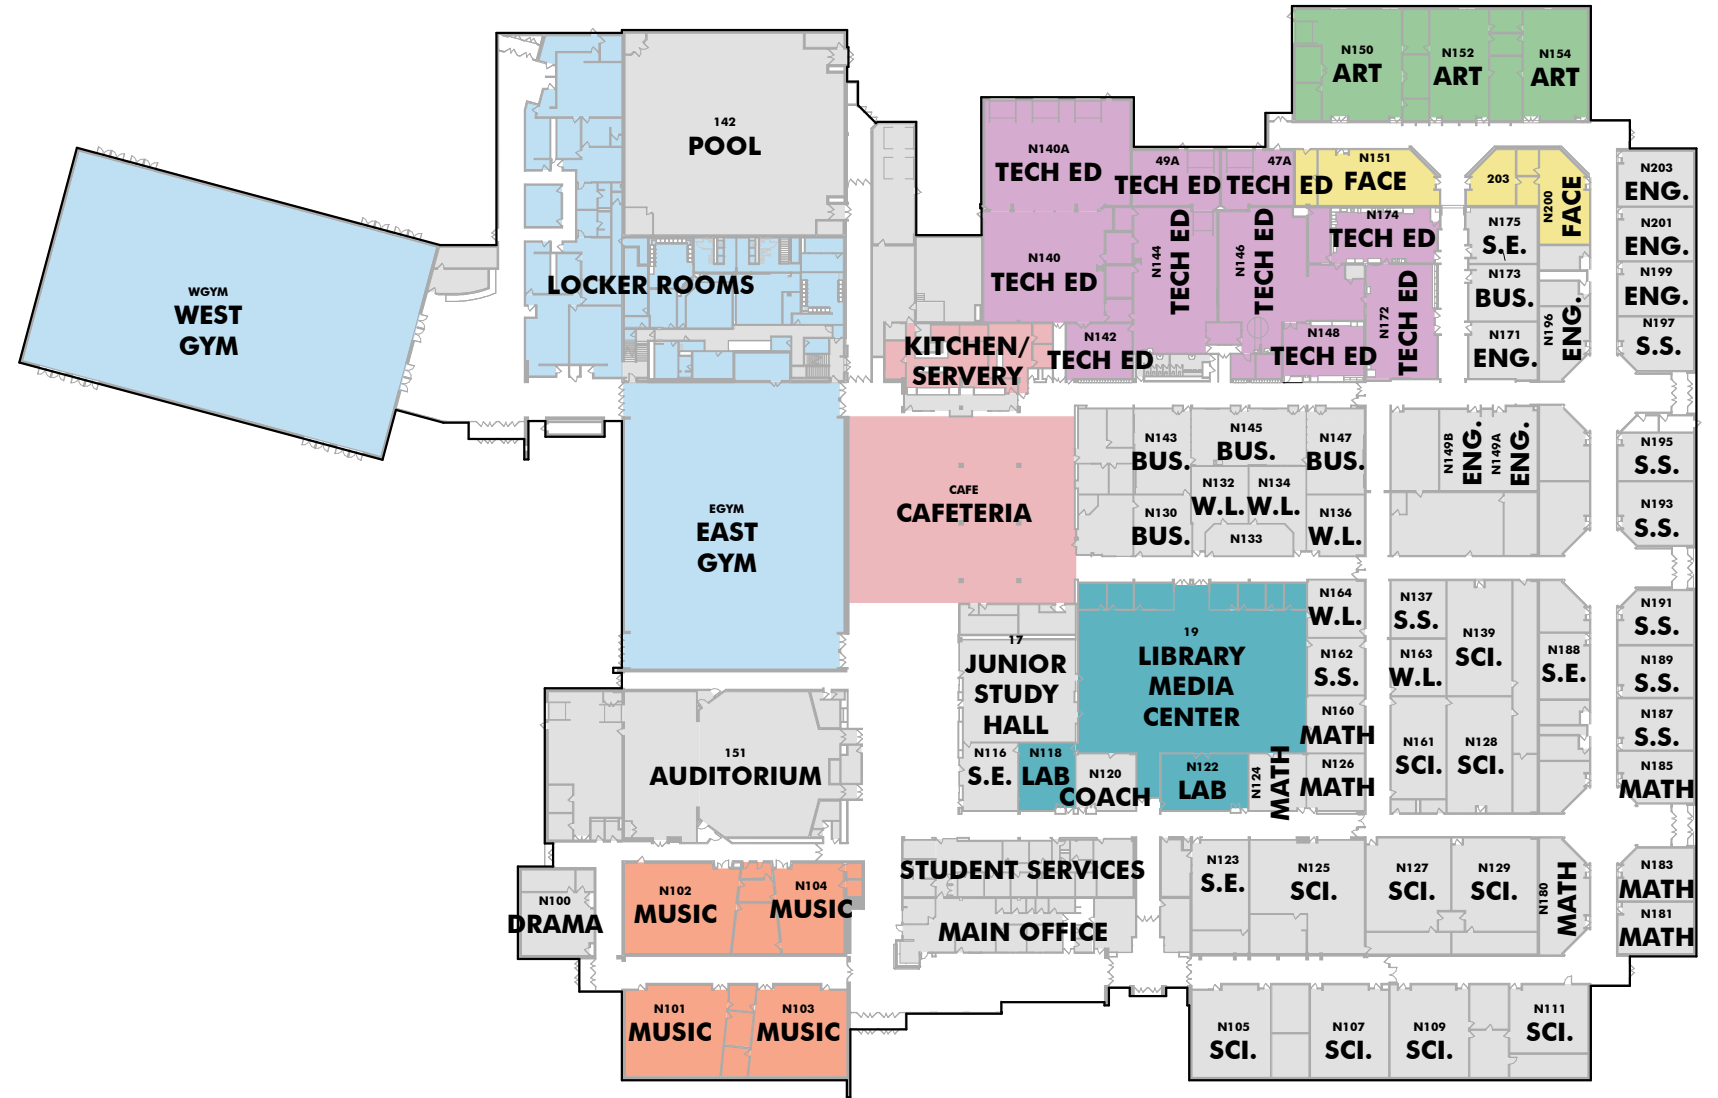 N150
ART
N152
ART
N154
ART
142
POOL
N140A
TECH ED
49A
TECH ED
47A
TECH ED
N151
FACE
203
N200
FACE
N203
ENG.
N201
ENG.
N199
ENG.
N197
S.S.
N175
S.E.
N173
BUS.
N171
ENG.
N196
ENG.
N174
TECH ED
N172
TECH ED
N144
TECH ED
N146
TECH ED
N148
TECH ED
N140
TECH ED
N142
TECH ED
LOCKER ROOMS
WGYM
WEST
GYM
KITCHEN/
SERVERY
EGYM
EAST
GYM
CAFE
CAFETERIA
N143
BUS.
N145
BUS.
N147
BUS.
N132
W.L.
N134
W.L.
N130
BUS.
N133
N136
W.L.
N149B
ENG.
N149A
ENG.
N195
S.S.
N193
S.S.
17
JUNIOR
STUDY
HALL
19
LIBRARY
MEDIA
CENTER
N164
W.L.
N162
S.S.
N160
MATH
N126
MATH
N124
MATH
N116
S.E.
N118
LAB
N120
COACH
N122
LAB
N137
S.S.
N163
W.L.
N139
SCI.
N161
SCI.
N128
SCI.
N188
S.E.
N191
S.S.
N189
S.S.
N187
S.S.
N185
MATH
151
AUDITORIUM
N100
DRAMA
N102
MUSIC
N104
MUSIC
N101
MUSIC
N103
MUSIC
STUDENT SERVICES
MAIN OFFICE
N123
S.E.
N125
SCI.
N127
SCI.
N129
SCI.
N180
MATH
N183
MATH
N181
MATH
N105
SCI.
N107
SCI.
N109
SCI.
N111
SCI.